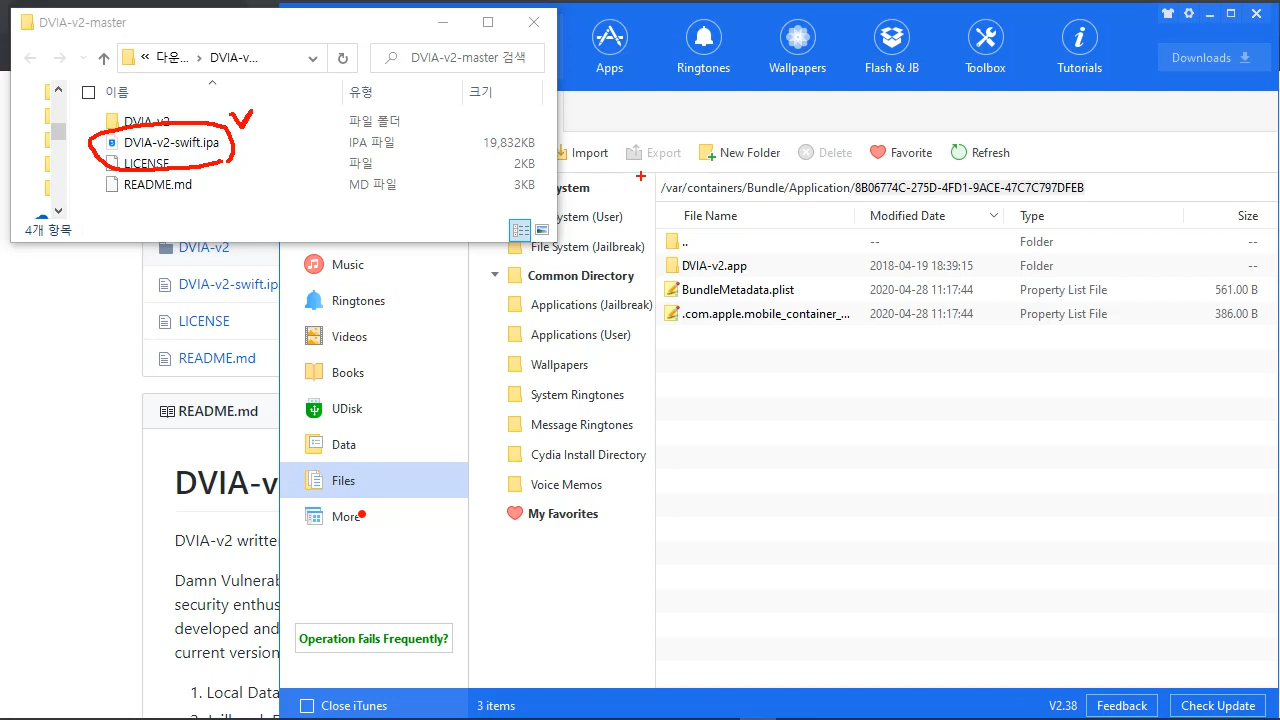 DVIA-v2-master
« 다운... › DVIA-v...
DVIA-v2-master 검색
이름 유형 크기
DVIA-v2 파일 폴더
DVIA-v2-swift.ipa IPA 파일 19,832KB
LICENSE 파일 2KB
README.md MD 파일 3KB
4개 항목
Apps
Ringtones
Wallpapers
Flash & JB
Toolbox
Tutorials
Downloads
Import
Export
New Folder
Delete
Favorite
Refresh
/var/containers/Bundle/Application/8B06774C-275D-4FD1-9ACE-47C7C797DFEB
File Name Modified Date Type Size
.. -- Folder --
DVIA-v2.app 2018-04-19 18:39:15 Folder --
BundleMetadata.plist 2020-04-28 11:17:44 Property List File 561.00 B
.com.apple.mobile_container_... 2020-04-28 11:17:44 Property List File 386.00 B
ystem
ystem (User)
File System (Jailbreak)
Common Directory
Applications (Jailbreak)
Applications (User)
Wallpapers
System Ringtones
Message Ringtones
Cydia Install Directory
Voice Memos
My Favorites
Music
Ringtones
Videos
Books
UDisk
Data
Files
More
Operation Fails Frequently?
Close iTunes
3 items
V2.38
Feedback
Check Update
DVIA-v2
DVIA-v2-swift.ip
LICENSE
README.md
README.md
DVIA-v
DVIA-v2 writte
Damn Vulnerab
security enthus
developed and
current version
1. Local Data